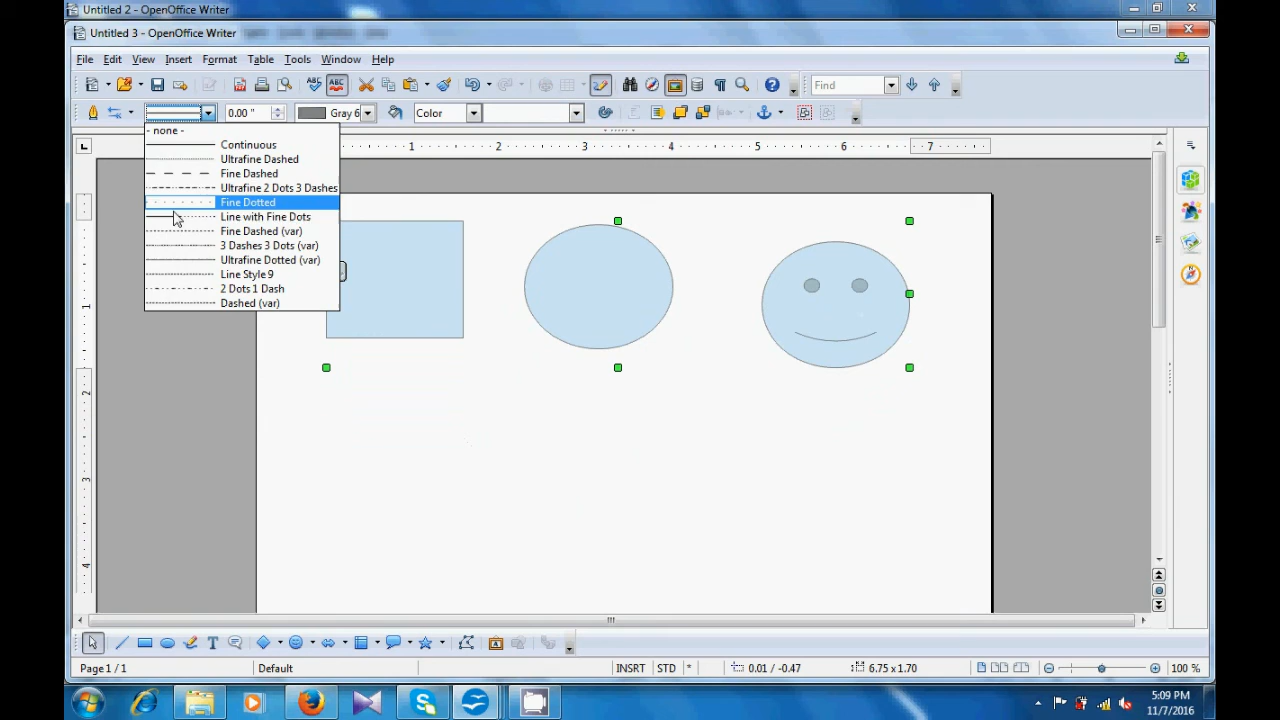 Untitled 2 - OpenOffice Writer
Untitled 3 - OpenOffice Writer
File Edit View Insert Format Table Tools Window Help
Find
0.00 " Gray 6 Color
- none -
Continuous
Ultrafine Dashed
Fine Dashed
Ultrafine 2 Dots 3 Dashes
Fine Dotted
Line with Fine Dots
Fine Dashed (var)
3 Dashes 3 Dots (var)
Ultrafine Dotted (var)
Line Style 9
2 Dots 1 Dash
Dashed (var)
1 2 3 4 5 6 7
1
2
3
4
Page 1 / 1 Default INSRT STD * 0.01 / -0.47 6.75 x 1.70 100 %
5:09 PM
11/7/2016